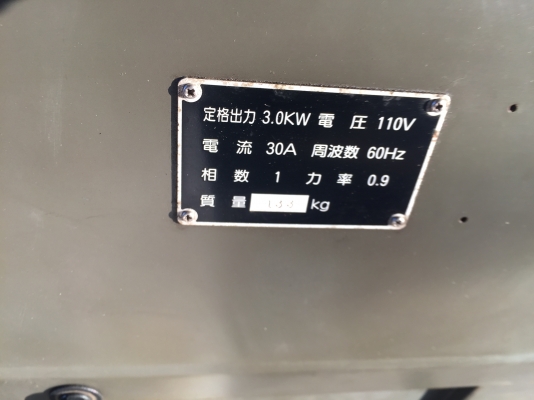 定格出力 3.0KW 電 圧 110V
電 流 30A 周波数 60Hz
相 数 1 力 率 0.9
質 量 kg